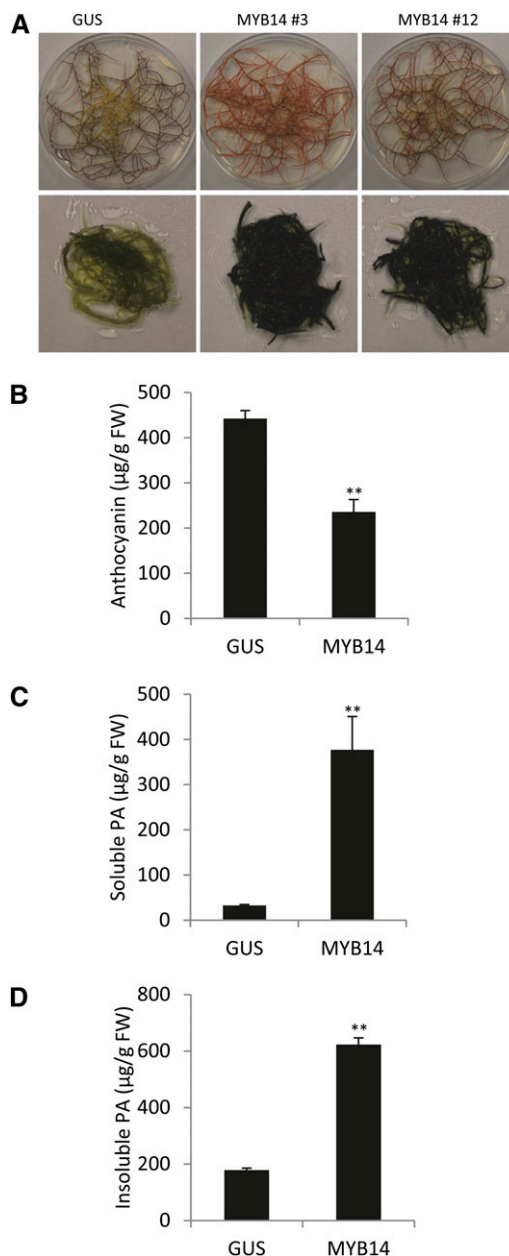 A
GUS MYB14 #3 MYB14 #12
B
Anthocyanin (µg/g FW)
500
400
300
200
100
0
**
GUS MYB14
C
Soluble PA (µg/g FW)
500
400
300
200
100
0
**
GUS MYB14
D
Insoluble PA (µg/g FW)
800
600
400
200
0
**
GUS MYB14